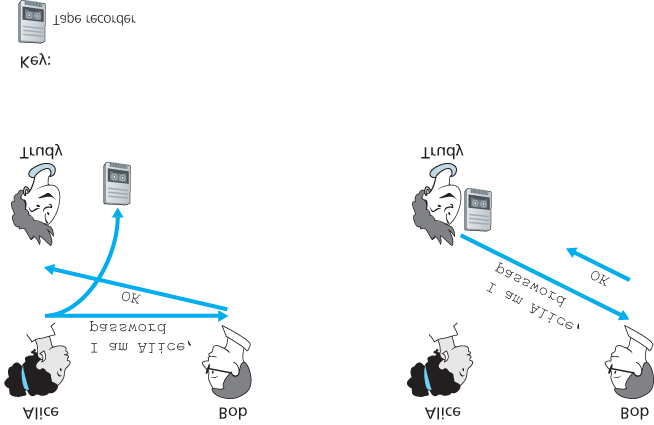 Alice
Bob
I am Alice,
password
OK
Trudy
Alice
Bob
I am Alice,
password
OK
Trudy
Key:
Tape recorder